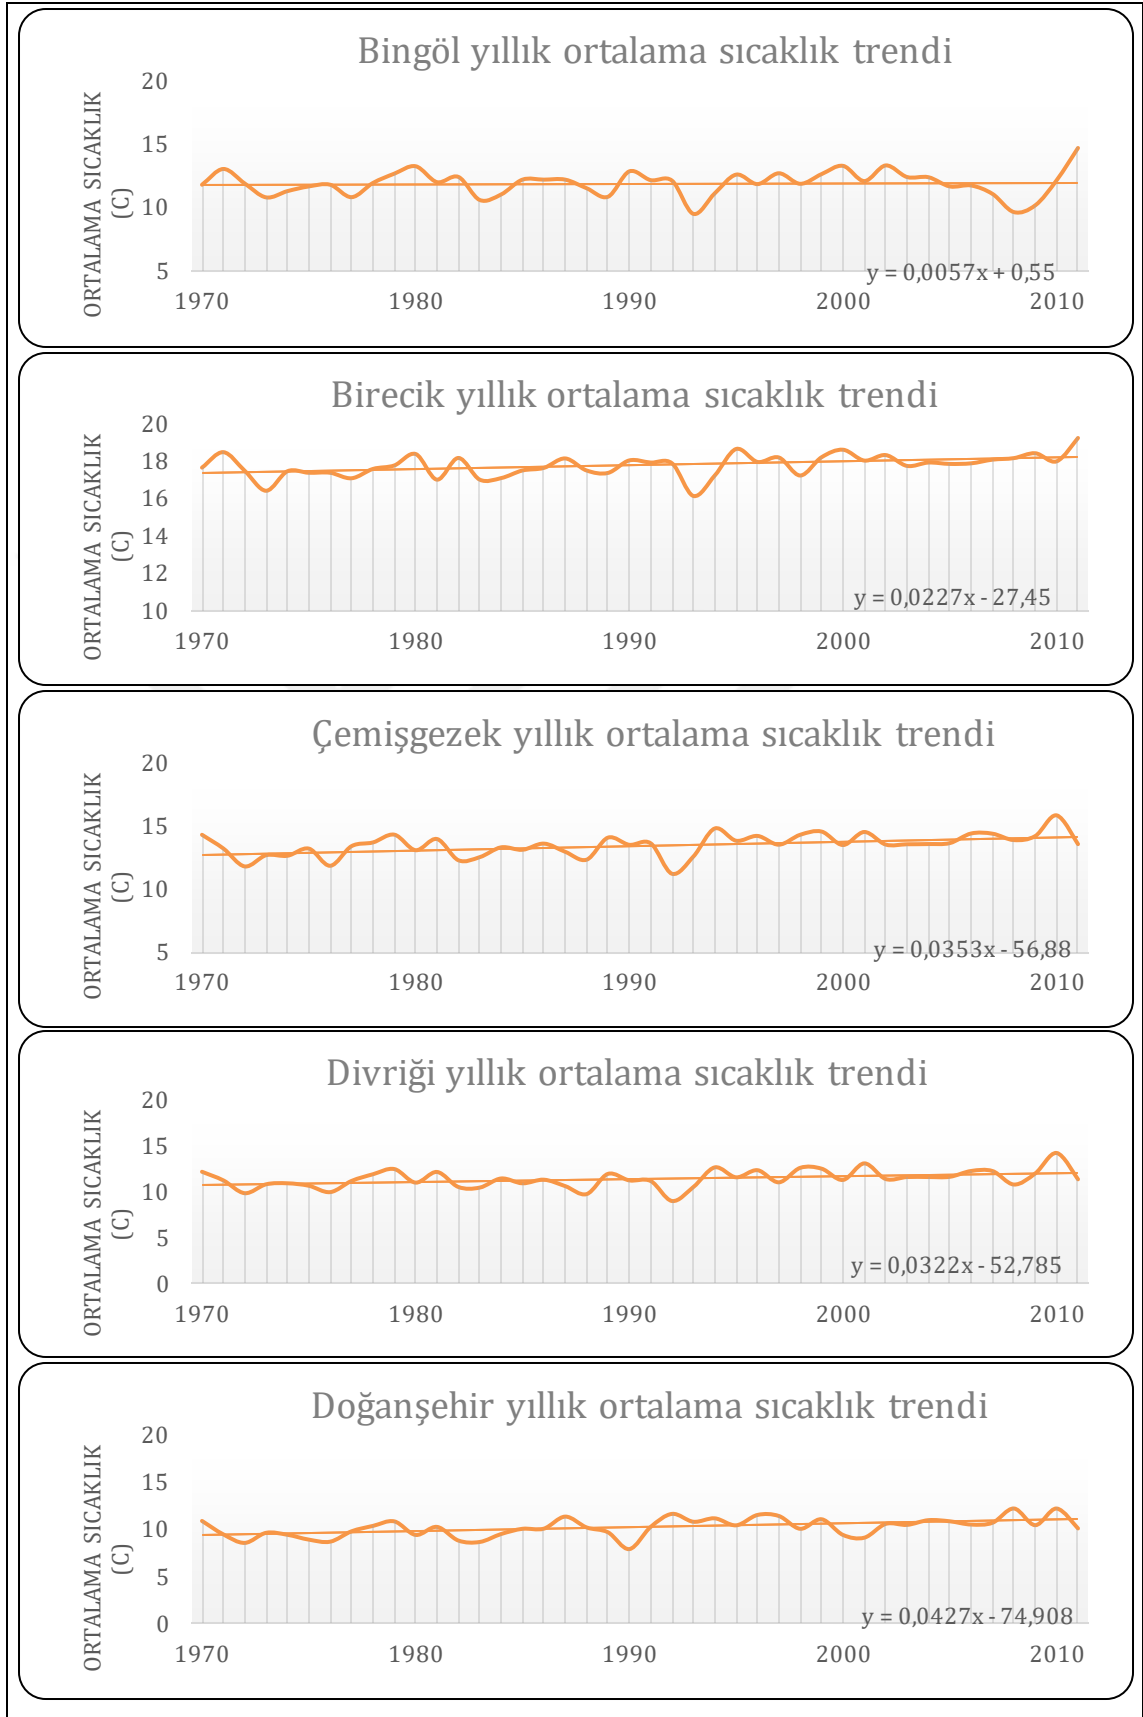 Bingöl yıllık ortalama sıcaklık trendi
ORTALAMA SICAKLIK
(C)
20
15
10
5
y = 0,0057x + 0,55
1970 1980 1990 2000 2010
Birecik yıllık ortalama sıcaklık trendi
ORTALAMA SICAKLIK
(C)
20
18
16
14
12
10
y = 0,0227x - 27,45
1970 1980 1990 2000 2010
Çemişgezek yıllık ortalama sıcaklık trendi
ORTALAMA SICAKLIK
(C)
20
15
10
5
y = 0,0353x - 56,88
1970 1980 1990 2000 2010
Divriği yıllık ortalama sıcaklık trendi
ORTALAMA SICAKLIK
(C)
20
15
10
5
0
y = 0,0322x - 52,785
1970 1980 1990 2000 2010
Doğanşehir yıllık ortalama sıcaklık trendi
ORTALAMA SICAKLIK
(C)
20
15
10
5
0
y = 0,0427x - 74,908
1970 1980 1990 2000 2010